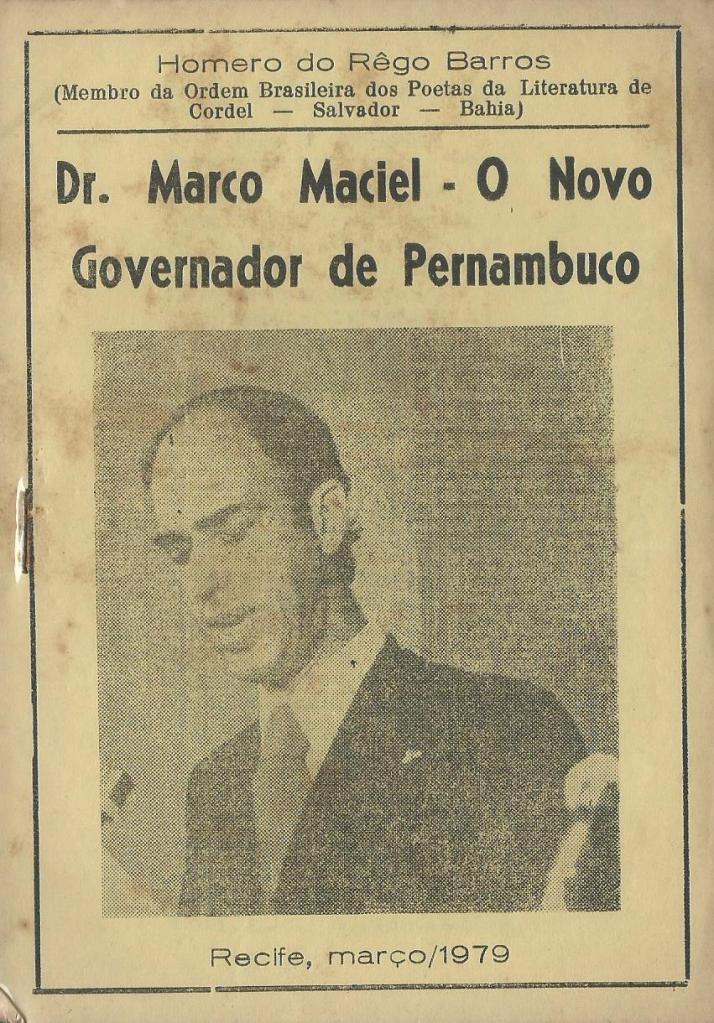 Homero do Rêgo Barros
(Membro da Ordem Brasileira dos Poetas da Literatura de
Cordel — Salvador — Bahia)
Dr. Marco Maciel - O Novo
Governador de Pernambuco
Recife, março/1979